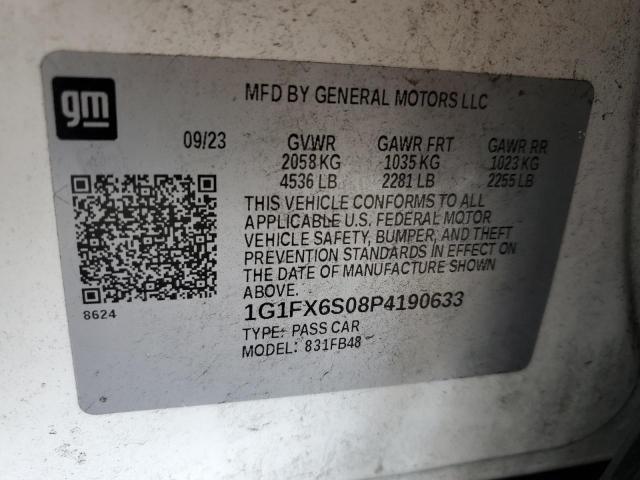 gm
MFD BY GENERAL MOTORS LLC
09/23 GVWR GAWR FRT GAWR RR
2058 KG 1035 KG 1023 KG
4536 LB 2281 LB 2255 LB
THIS VEHICLE CONFORMS TO ALL
APPLICABLE U.S. FEDERAL MOTOR
VEHICLE SAFETY, BUMPER, AND THEFT
PREVENTION STANDARDS IN EFFECT ON
THE DATE OF MANUFACTURE SHOWN
ABOVE.
8624
1G1FX6S08P4190633
TYPE: PASS CAR
MODEL: 831FB48